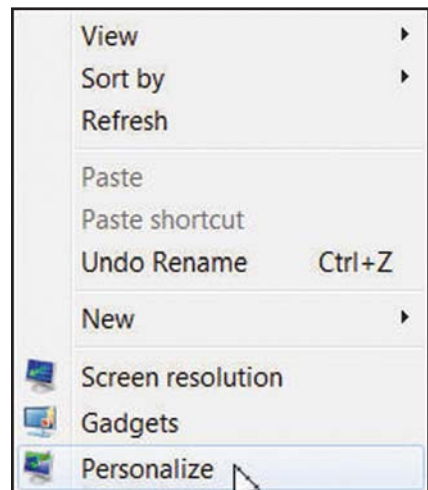 View
Sort by
Refresh
Paste
Paste shortcut
Undo Rename Ctrl+Z
New
Screen resolution
Gadgets
Personalize